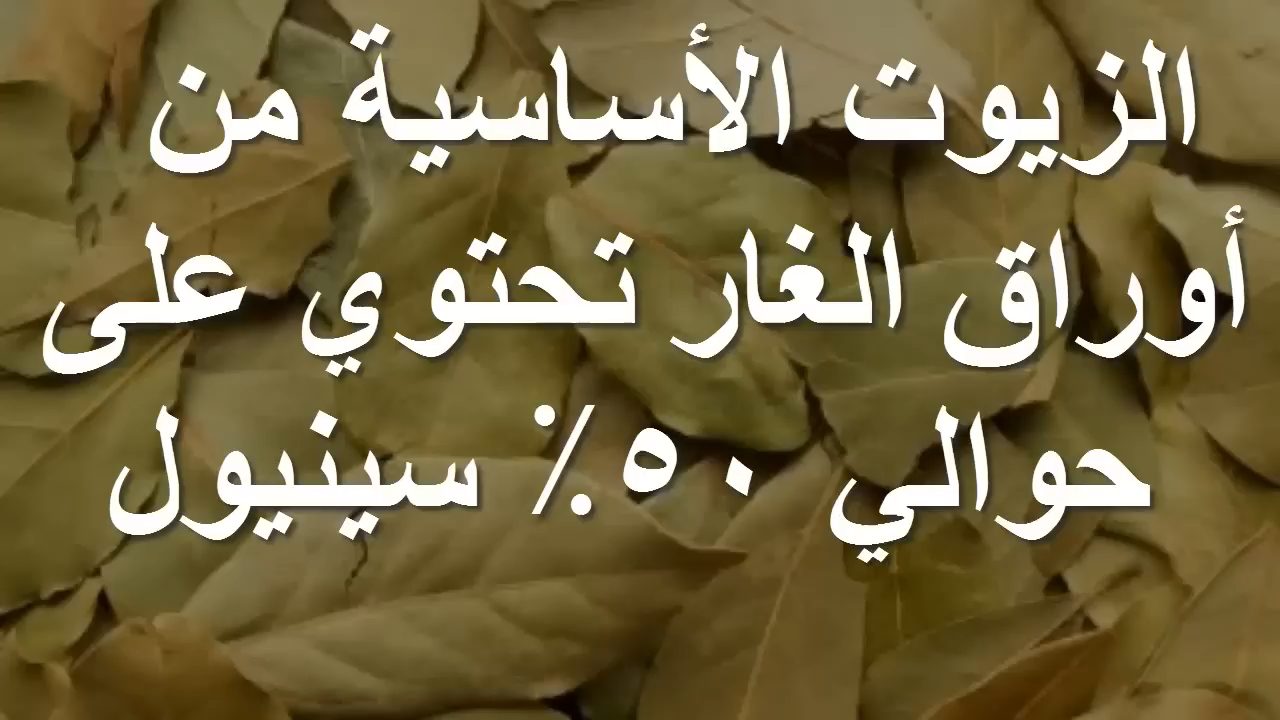 الزيوت الأساسية من
أوراق الغار تحتوي على
حوالي ٥٠٪ سينيول